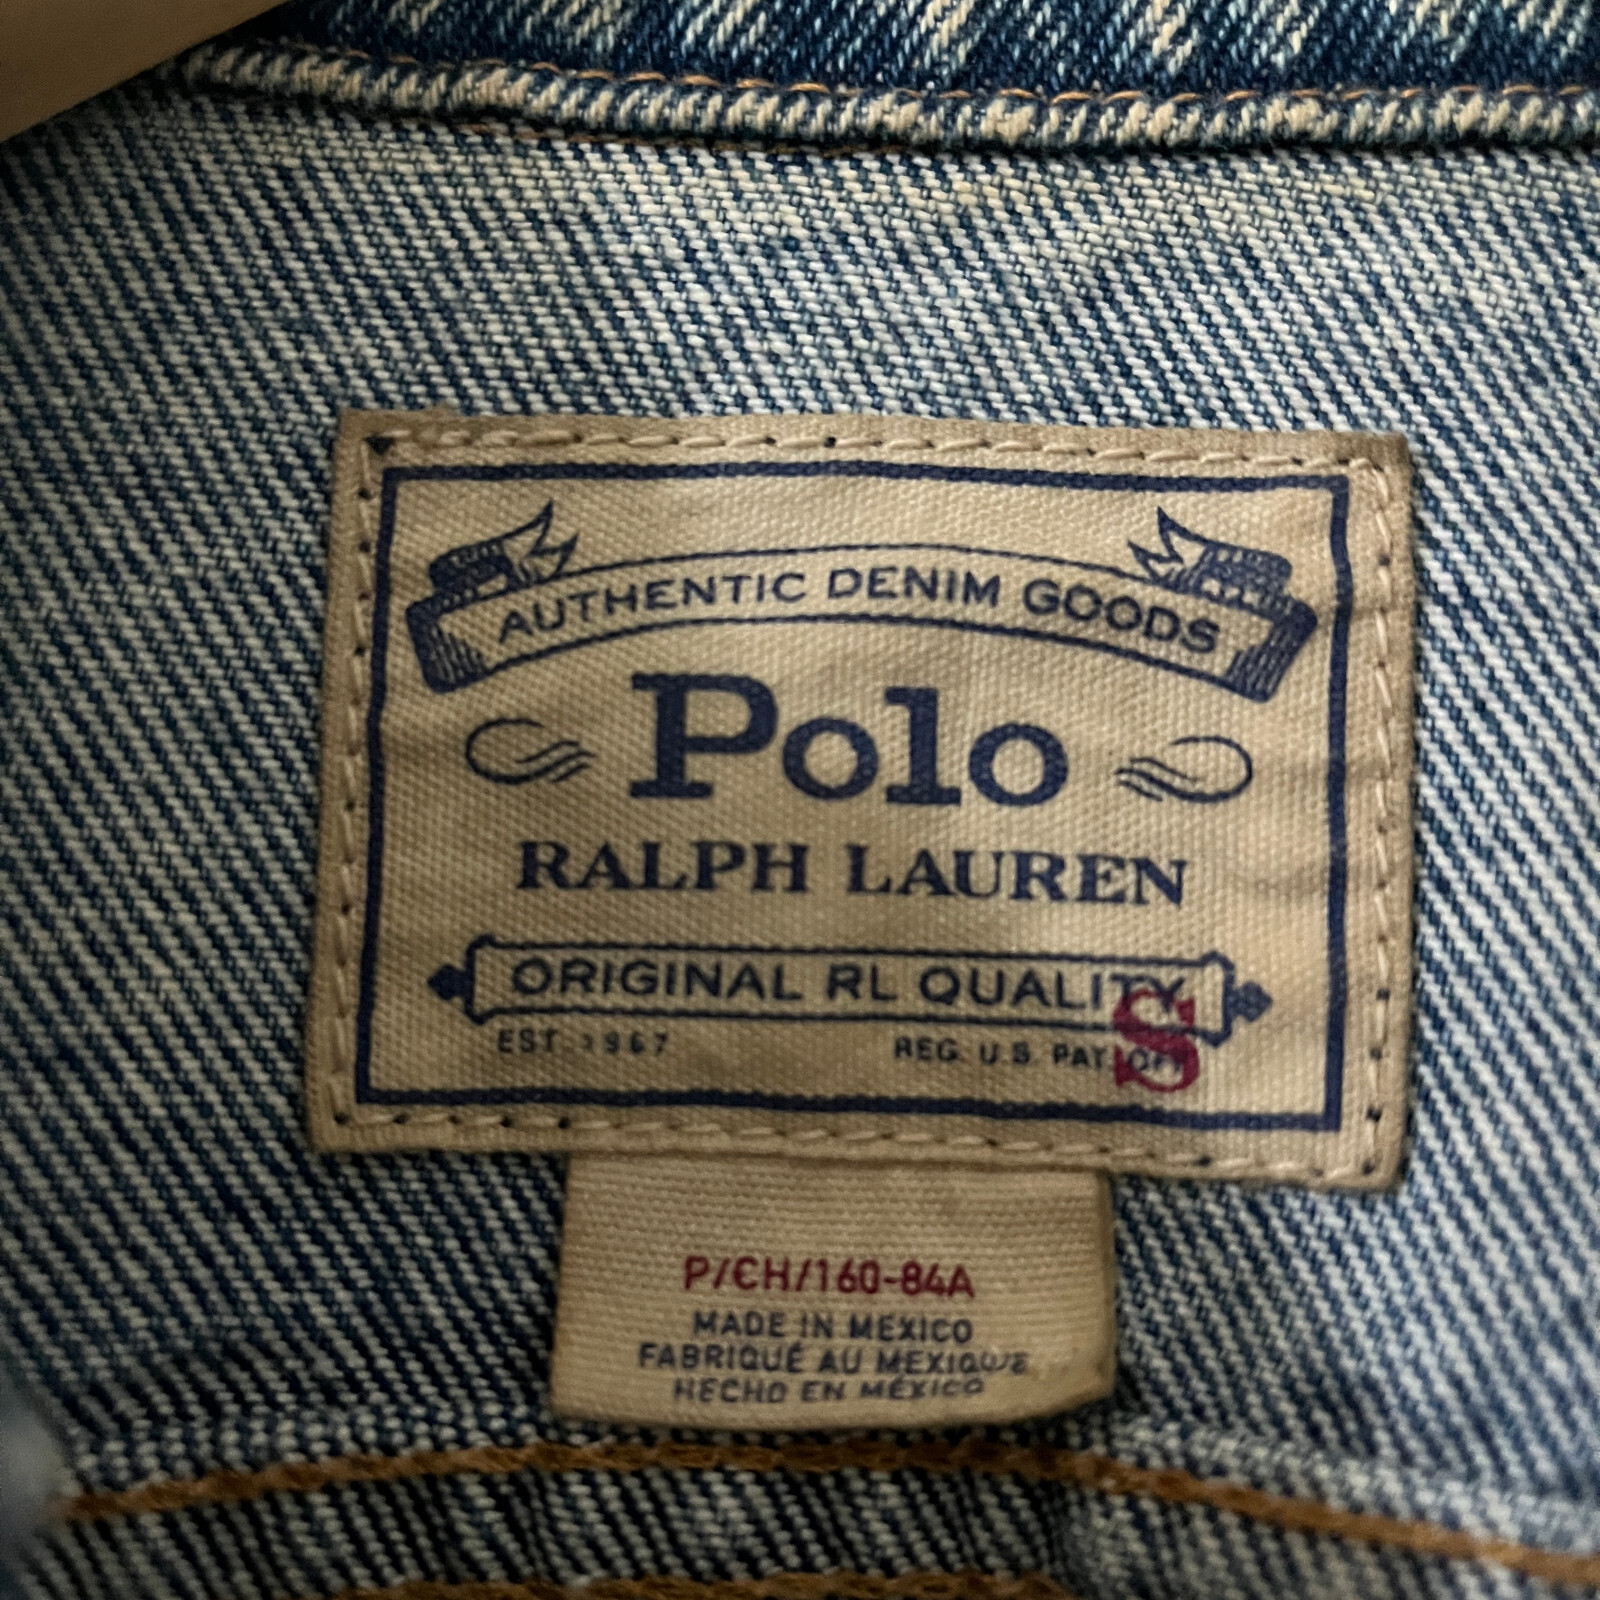 AUTHENTIC DENIM GOODS
Polo
RALPH LAUREN
ORIGINAL RL QUALITY
S
EST. 1967
REG. U.S. PAT. OFF
P/CH/160-84A
MADE IN MEXICO
FABRIQUÉ AU MEXIQUE
HECHO EN MÉXICO